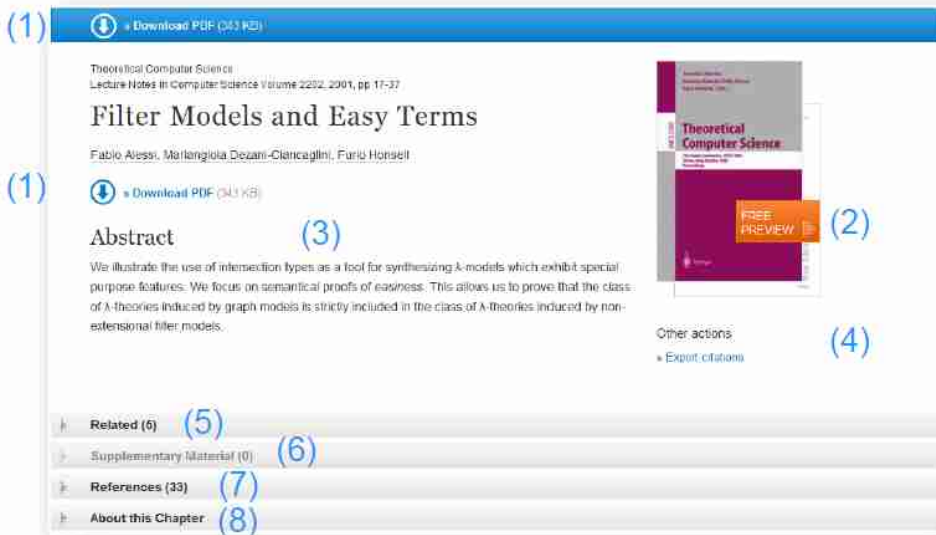 (1) » Download PDF (343 KB)
Theoretical Computer Science
Lecture Notes in Computer Science Volume 2202, 2001, pp 17-37
Filter Models and Easy Terms
Fabio Alessi, Mariangiola Dezani-Ciancaglini, Furio Honsell
(1) » Download PDF (343 KB)
Abstract (3)
We illustrate the use of intersection types as a tool for synthesizing λ-models which exhibit special
purpose features. We focus on semantical proofs of easiness. This allows us to prove that the class
of λ-theories induced by graph models is strictly included in the class of λ-theories induced by non-
extensional filter models.
Theoretical
Computer Science
Springer
FREE
PREVIEW (2)
Other actions
(4)
» Export citations
Related (5) (5)
Supplementary Material (0) (6)
References (33) (7)
About this Chapter (8)